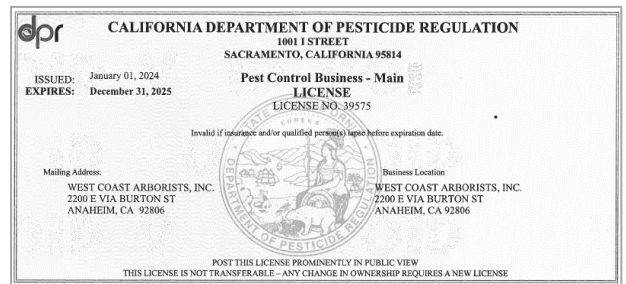 dpr
CALIFORNIA DEPARTMENT OF PESTICIDE REGULATION
1001 I STREET
SACRAMENTO, CALIFORNIA 95814
ISSUED: January 01, 2024
EXPIRES: December 31, 2025
Pest Control Business - Main
LICENSE
LICENSE NO. 39575
Invalid if insurance and/or qualified person(s) lapse before expiration date.
STATE OF CALIFORNIA
EUREKA
DEPARTMENT OF PESTICIDE REGULATION
Mailing Address:
WEST COAST ARBORISTS, INC.
2200 E VIA BURTON ST
ANAHEIM, CA 92806
Business Location
WEST COAST ARBORISTS, INC.
2200 E VIA BURTON ST
ANAHEIM, CA 92806
POST THIS LICENSE PROMINENTLY IN PUBLIC VIEW
THIS LICENSE IS NOT TRANSFERABLE – ANY CHANGE IN OWNERSHIP REQUIRES A NEW LICENSE